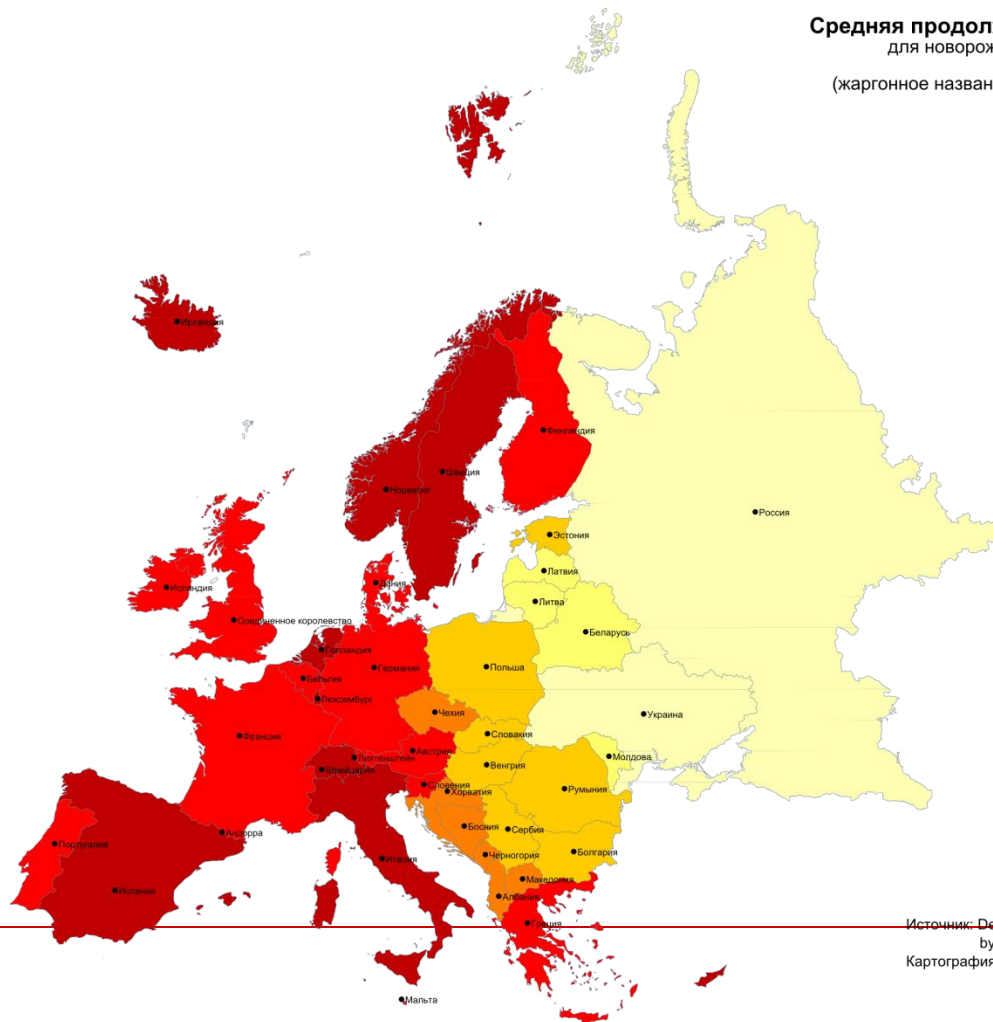 Средняя продол
для новорож
(жаргонное назван
Ирландия
Финляндия
Швеция
Норвегия
Россия
Эстония
Латвия
Дания
Исландия
Литва
Соединенное королевство
Беларусь
Голландия
Германия
Польша
Бельгия
Люксембург
Чехия
Украина
Франция
Словакия
Австрия
Лихтенштейн
Молдова
Венгрия
Швейцария
Словения
Хорватия
Румыния
Босния
Сербия
Андорра
Португалия
Черногория
Болгария
Италия
Македония
Испания
Албания
Греция
Источник: De
by
Картография
Мальта